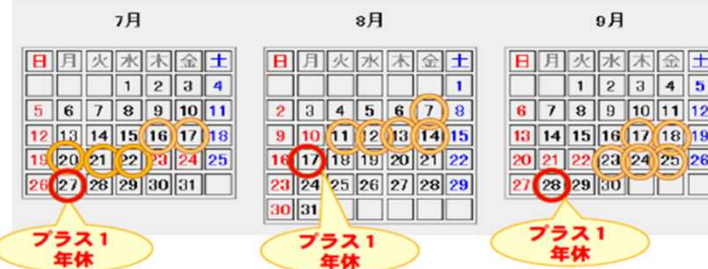 7月
日 月 火 水 木 金 土
1 2 3 4
5 6 7 8 9 10 11
12 13 14 15 16 17 18
19 20 21 22 23 24 25
26 27 28 29 30 31
プラス1
年休
8月
日 月 火 水 木 金 土
1
2 3 4 5 6 7 8
9 10 11 12 13 14 15
16 17 18 19 20 21 22
23 24 25 26 27 28 29
30 31
プラス1
年休
9月
日 月 火 水 木 金 土
1 2 3 4 5
6 7 8 9 10 11 12
13 14 15 16 17 18 19
20 21 22 23 24 25 26
27 28 29 30
プラス1
年休